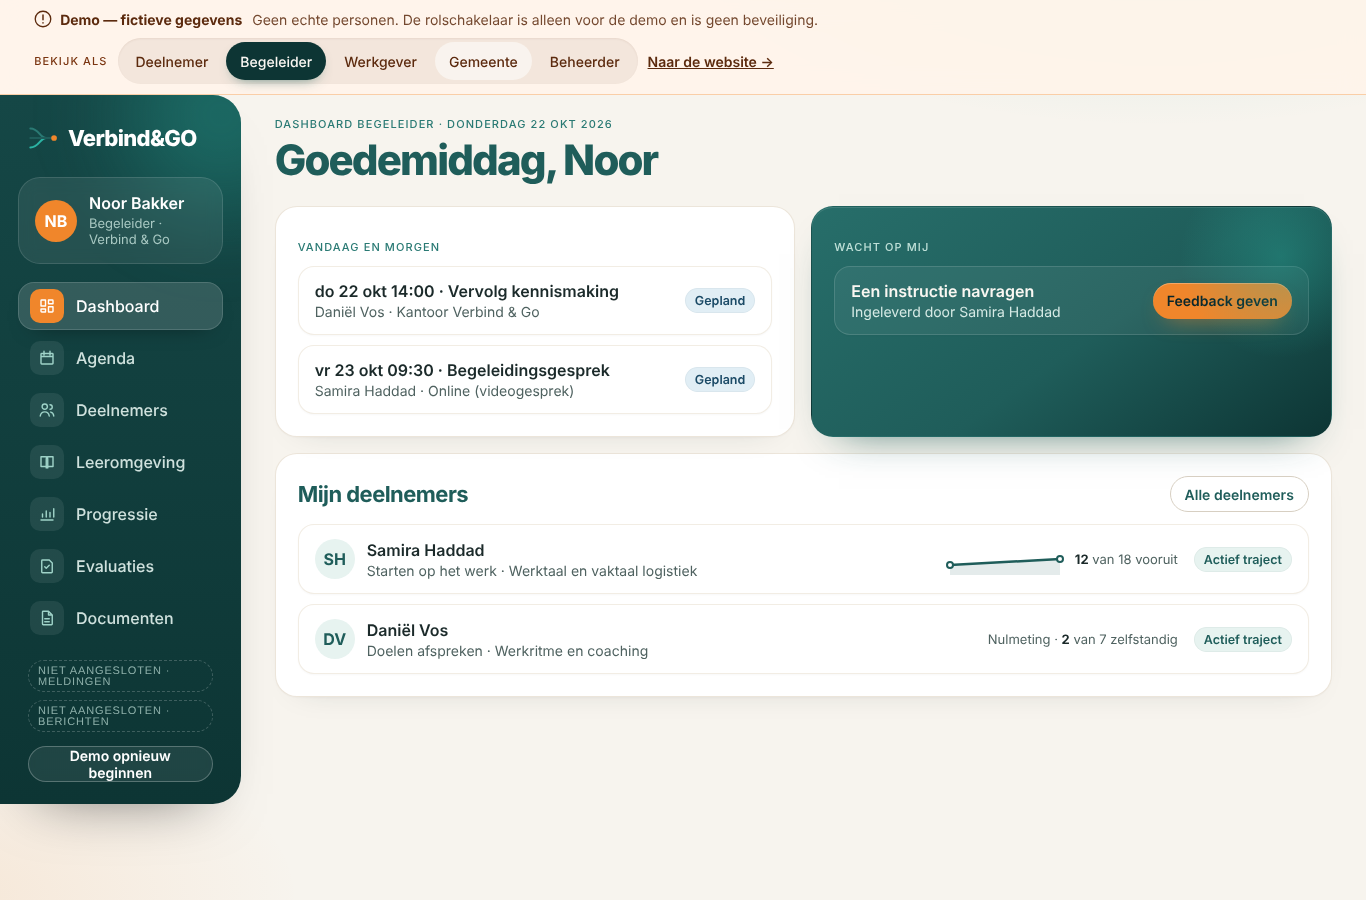 Demo — fictieve gegevens Geen echte personen. De rolschakelaar is alleen voor de demo en is geen beveiliging.
BEKIJK ALS Deelnemer Begeleider Werkgever Gemeente Beheerder Naar de website →
Verbind&GO
NB
Noor Bakker
Begeleider ·
Verbind & Go
Dashboard
Agenda
Deelnemers
Leeromgeving
Progressie
Evaluaties
Documenten
NIET AANGESLOTEN ·
MELDINGEN
NIET AANGESLOTEN ·
BERICHTEN
Demo opnieuw
beginnen
DASHBOARD BEGELEIDER · DONDERDAG 22 OKT 2026
Goedemiddag, Noor
VANDAAG EN MORGEN
do 22 okt 14:00 · Vervolg kennismaking
Daniël Vos · Kantoor Verbind & Go
Gepland
vr 23 okt 09:30 · Begeleidingsgesprek
Samira Haddad · Online (videogesprek)
Gepland
WACHT OP MIJ
Een instructie navragen
Ingeleverd door Samira Haddad
Feedback geven
Mijn deelnemers
Alle deelnemers
SH
Samira Haddad
Starten op het werk · Werktaal en vaktaal logistiek
12 van 18 vooruit
Actief traject
DV
Daniël Vos
Doelen afspreken · Werkritme en coaching
Nulmeting · 2 van 7 zelfstandig
Actief traject